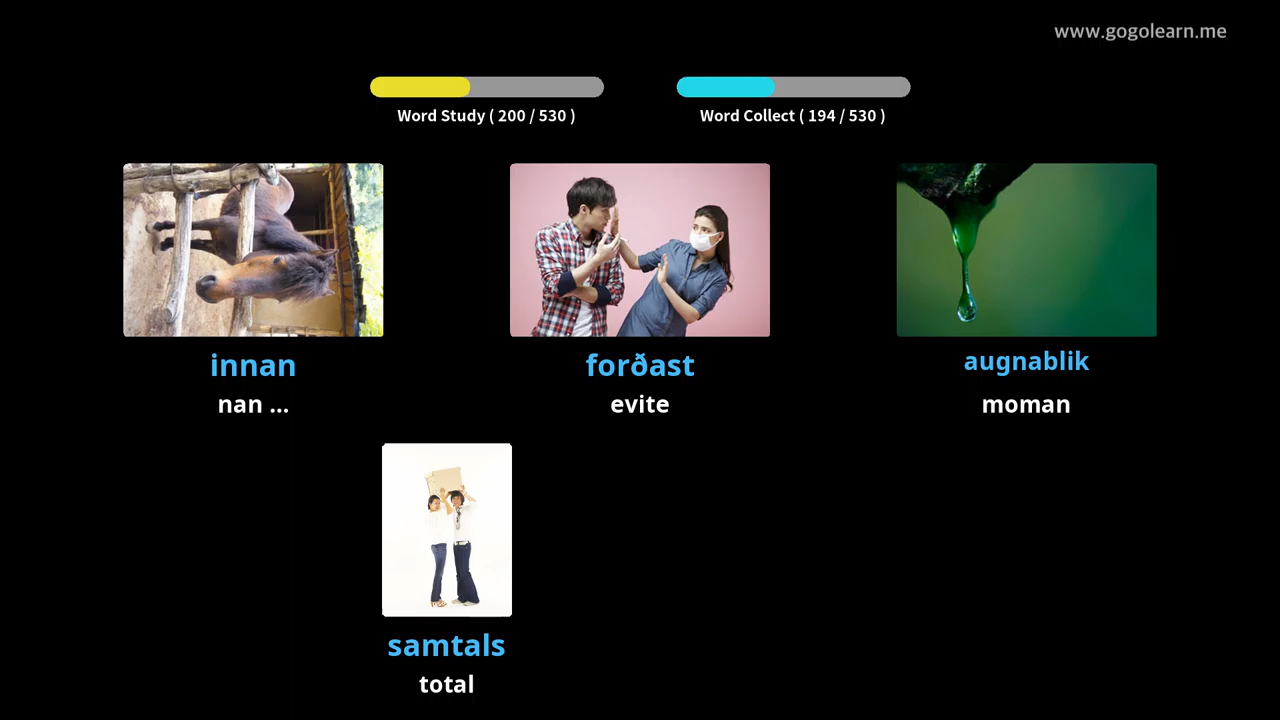 www.gogolearn.me
Word Study ( 200 / 530 )
Word Collect ( 194 / 530 )
innan
nan ...
forðast
evite
augnablik
moman
samtals
total